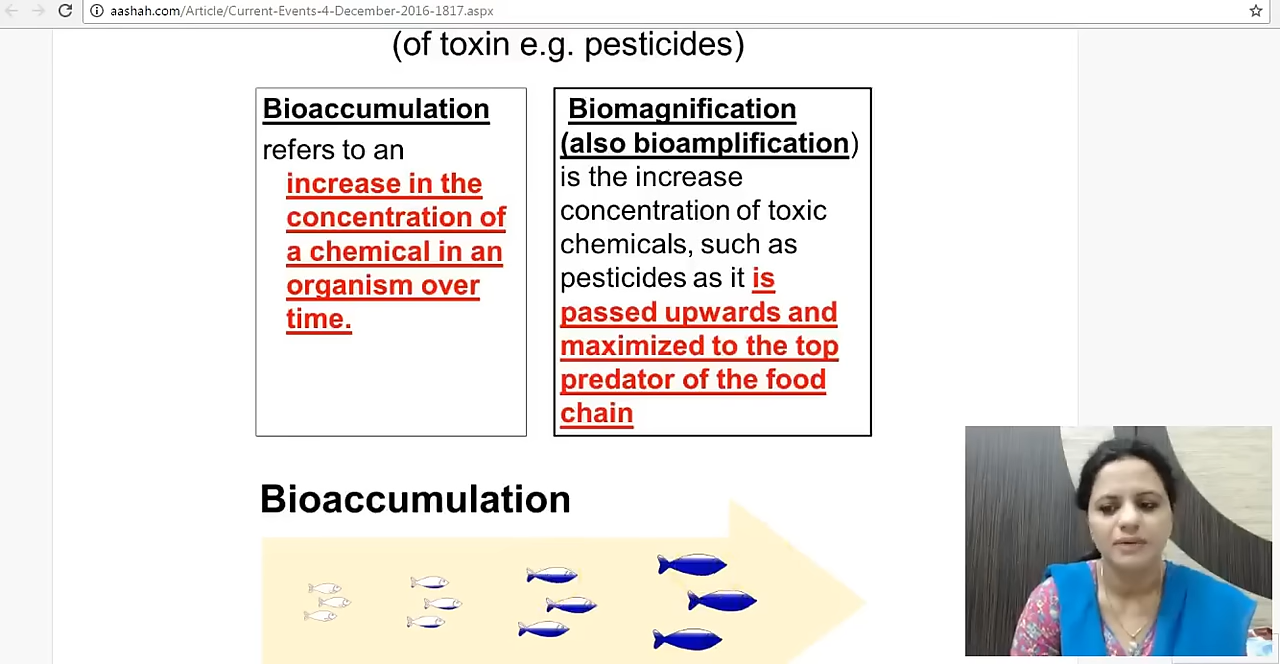 aashah.com/Article/Current-Events-4-December-2016-1817.aspx
(of toxin e.g. pesticides)
Bioaccumulation
refers to an
increase in the
concentration of
a chemical in an
organism over
time.
Biomagnification
(also bioamplification)
is the increase
concentration of toxic
chemicals, such as
pesticides as it is
passed upwards and
maximized to the top
predator of the food
chain
Bioaccumulation